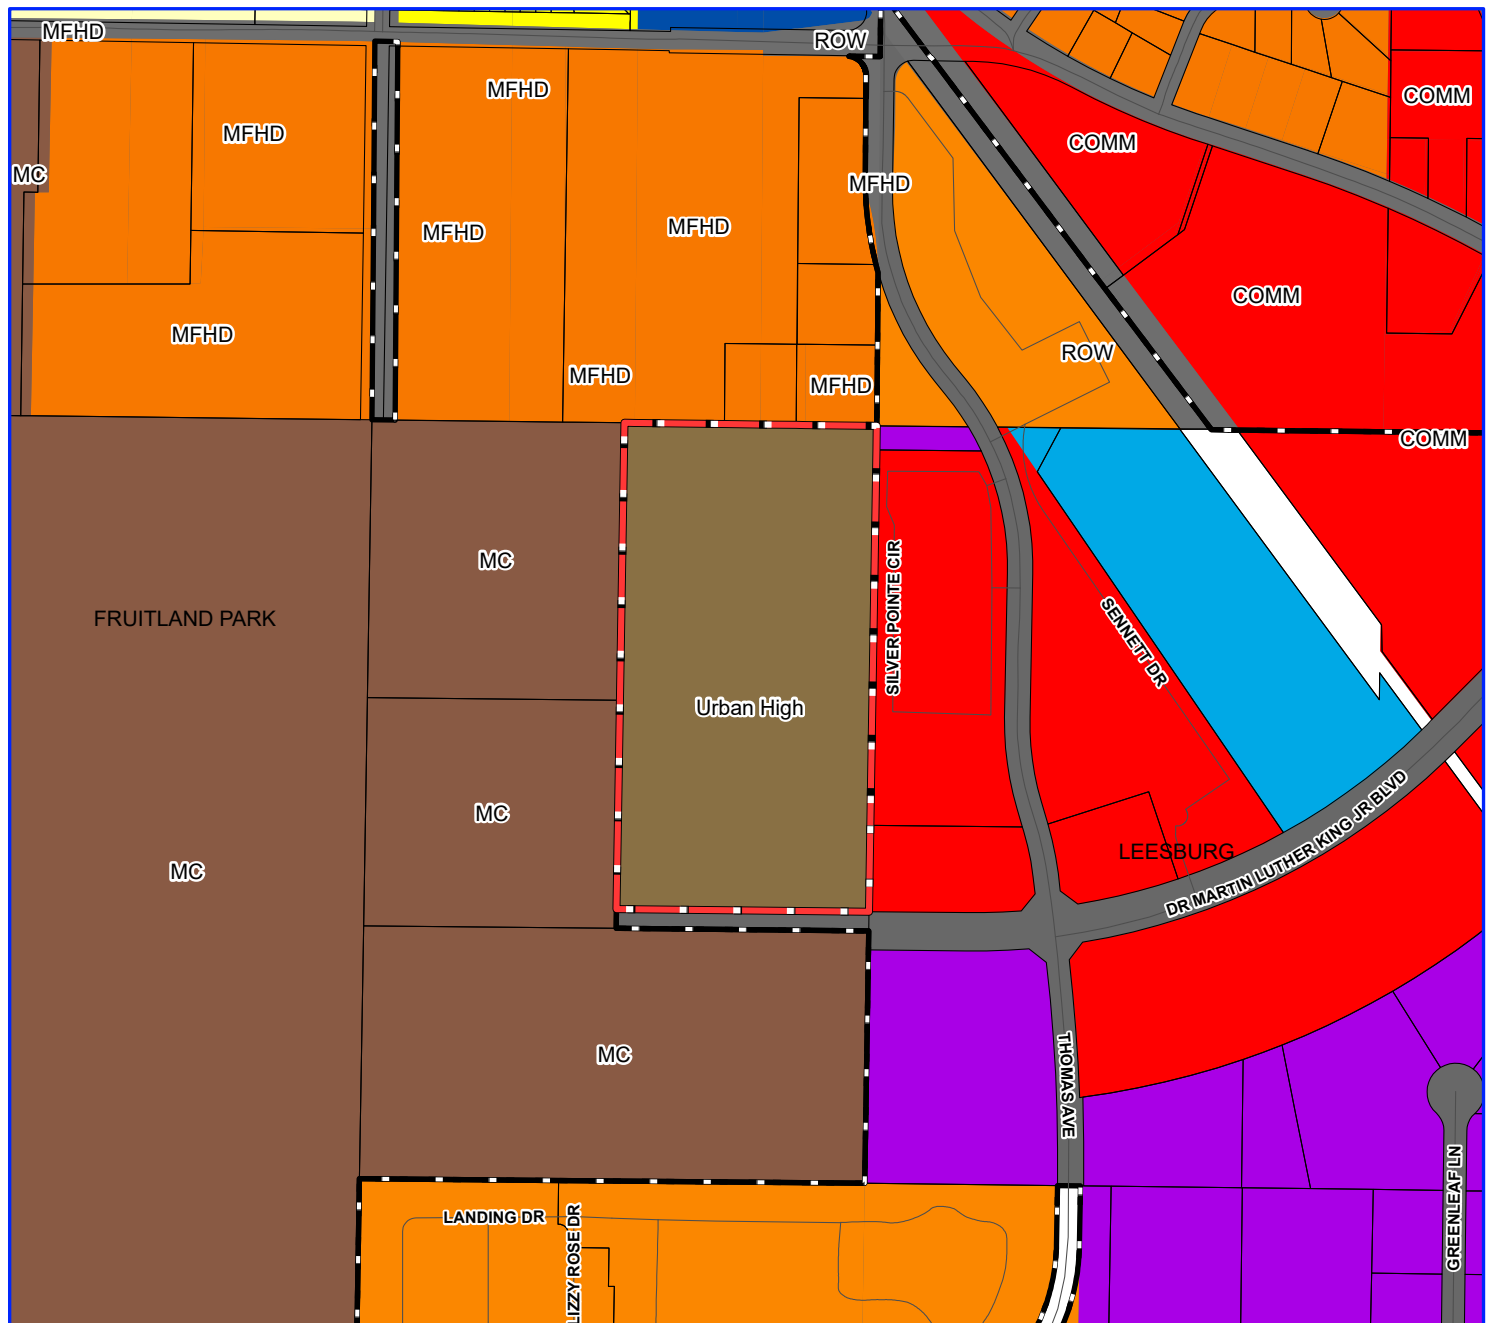 MFHD
ROW
MFHD
COMM
MFHD
COMM
MC
MFHD
MFHD
MFHD
COMM
MFHD
ROW
MFHD
MFHD
COMM
MC
SILVER POINTE CIR
FRUITLAND PARK
SENNETT DR
Urban High
MC
DR MARTIN LUTHER KING JR BLVD
LEESBURG
MC
MC
THOMAS AVE
GREENLEAF LN
LANDING DR
LIZZY ROSE DR